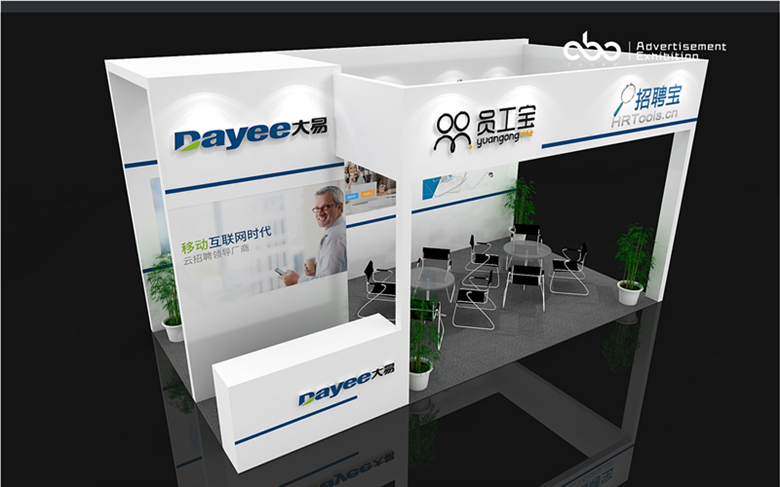 abo
Advertisement
Exhibition
Dayee大易
员工宝
yuangongbao
招聘宝
HRTools.cn
移动互联网时代
云招聘领导厂商
Dayee大易